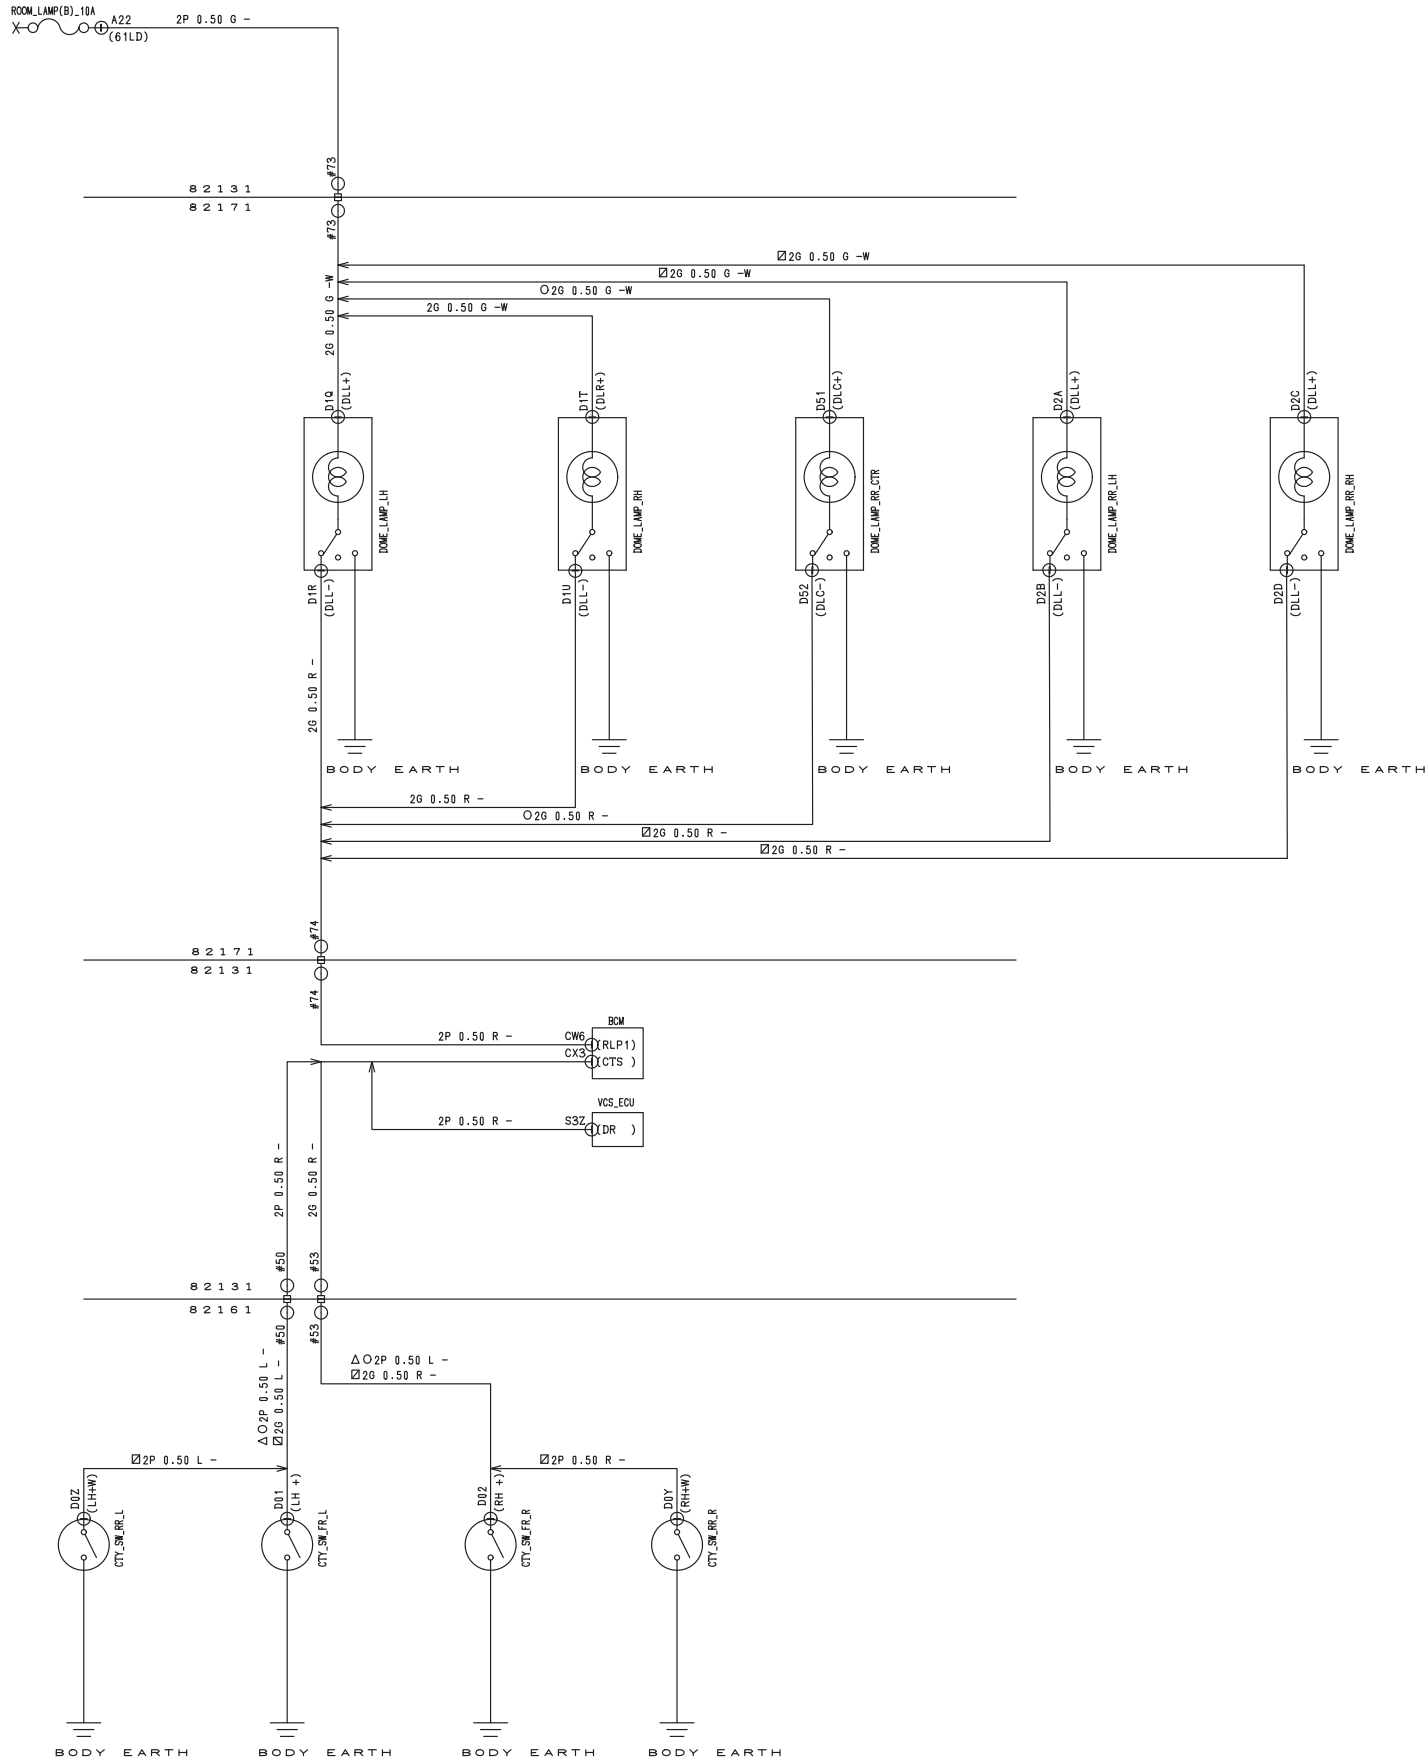 ROOM_LAMP(B)_10A
A22
(61LD)
2P 0.50 G -
#73
82131
82171
#73
2G 0.50 G -W
2G 0.50 G -W
2G 0.50 G -W
2G 0.50 G -W
2G 0.50 G -W
D1Q
(DLL+)
D1T
(DLR+)
D51
(DLC+)
D2A
(DLL+)
D2C
(DLL+)
DOME_LAMP_LH
DOME_LAMP_RH
DOME_LAMP_RR_CTR
DOME_LAMP_RR_LH
DOME_LAMP_RR_RH
D1R
(DLL-)
D1U
(DLL-)
D52
(DLC-)
D2B
(DLL-)
D2D
(DLL-)
2G 0.50 R -
BODY EARTH
BODY EARTH
BODY EARTH
BODY EARTH
BODY EARTH
2G 0.50 R -
2G 0.50 R -
2G 0.50 R -
2G 0.50 R -
#74
82171
82131
#74
BCM
2P 0.50 R -
CW6
(RLP1)
CX3
(CTS )
VCS_ECU
2P 0.50 R -
S3Z
(DR )
2P 0.50 R -
2G 0.50 R -
#50
#53
82131
82161
#50
#53
2P 0.50 L -
2G 0.50 L -
2P 0.50 L -
2G 0.50 R -
2P 0.50 L -
2P 0.50 R -
D0Z
(LH+W)
D01
(LH +)
D02
(RH +)
D0Y
(RH+W)
CTY_SW_RR_L
CTY_SW_FR_L
CTY_SW_FR_R
CTY_SW_RR_R
BODY EARTH
BODY EARTH
BODY EARTH
BODY EARTH